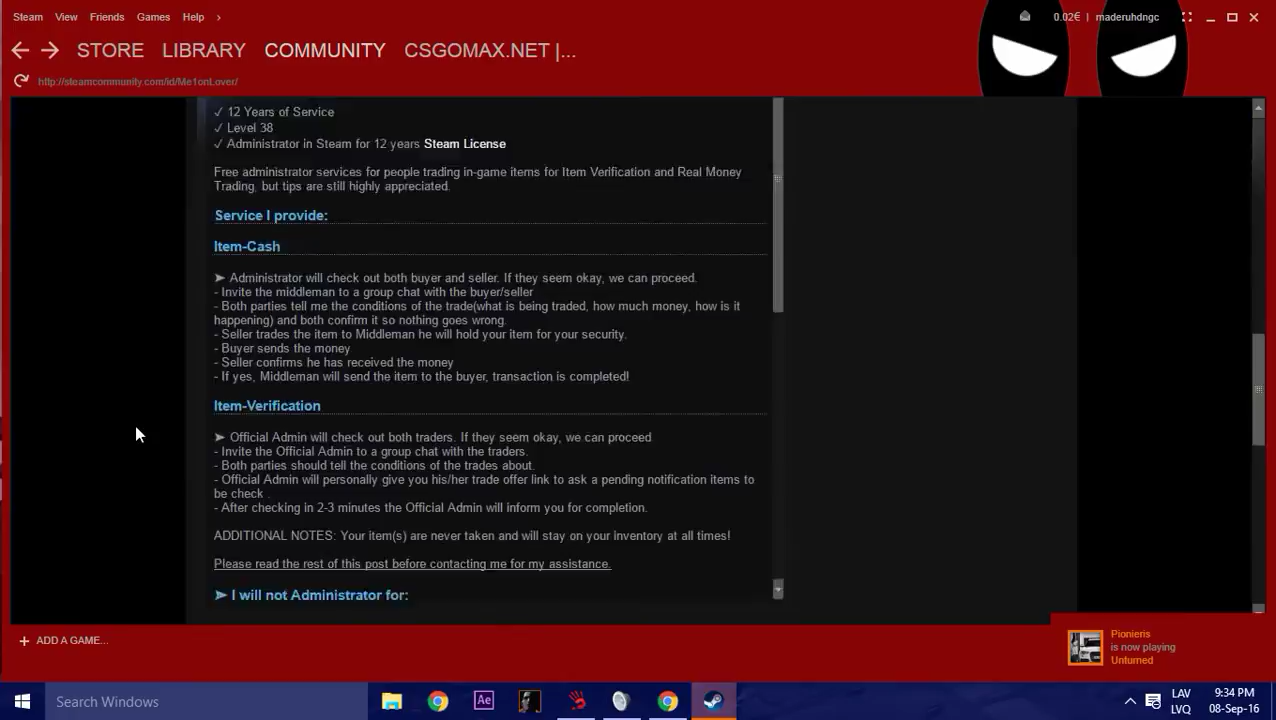 Steam View Friends Games Help ›
0.02€ | maderuhdngc
STORE LIBRARY COMMUNITY CSGOMAX.NET |...
http://steamcommunity.com/id/Me1onLover/
✓ 12 Years of Service
✓ Level 38
✓ Administrator in Steam for 12 years Steam License
Free administrator services for people trading in-game items for Item Verification and Real Money
Trading, but tips are still highly appreciated.
Service I provide:
Item-Cash
➤ Administrator will check out both buyer and seller. If they seem okay, we can proceed.
- Invite the middleman to a group chat with the buyer/seller
- Both parties tell me the conditions of the trade(what is being traded, how much money, how is it
happening) and both confirm it so nothing goes wrong.
- Seller trades the item to Middleman he will hold your item for your security.
- Buyer sends the money
- Seller confirms he has received the money
- If yes, Middleman will send the item to the buyer, transaction is completed!
Item-Verification
➤ Official Admin will check out both traders. If they seem okay, we can proceed
- Invite the Official Admin to a group chat with the traders.
- Both parties should tell the conditions of the trades about.
- Official Admin will personally give you his/her trade offer link to ask a pending notification items to
be check .
- After checking in 2-3 minutes the Official Admin will inform you for completion.
ADDITIONAL NOTES: Your item(s) are never taken and will stay on your inventory at all times!
Please read the rest of this post before contacting me for my assistance.
➤ I will not Administrator for:
+ ADD A GAME...
Pionieris
is now playing
Unturned
Search Windows
Ae
LAV
LVQ
9:34 PM
08-Sep-16